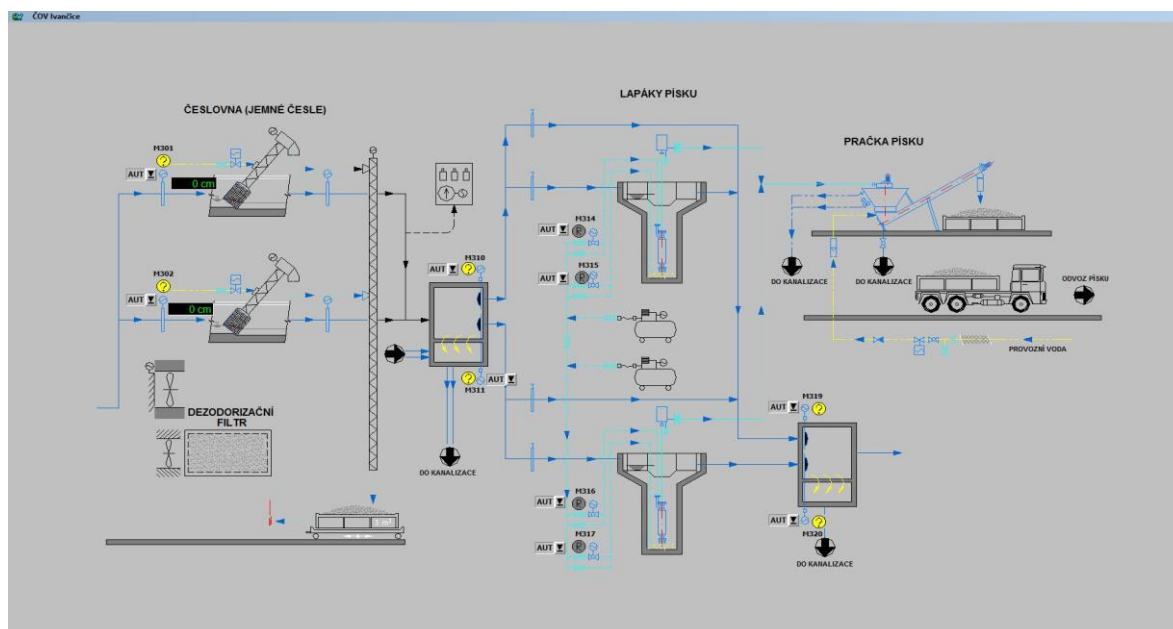 ČOV Ivančice
LAPÁKY PÍSKU
ČESLOVNA (JEMNÉ ČESLE)
PRAČKA PÍSKU
M301
AUT
0 cm
M314
AUT
M310
AUT
M315
AUT
M302
AUT
0 cm
DO KANALIZACE
DO KANALIZACE
ODVOZ PÍSKU
PROVOZNÍ VODA
AUT
M311
M319
AUT
DEZODORIZAČNÍ
FILTR
DO KANALIZACE
M316
AUT
1 m³
AUT
M320
M317
AUT
DO KANALIZACE